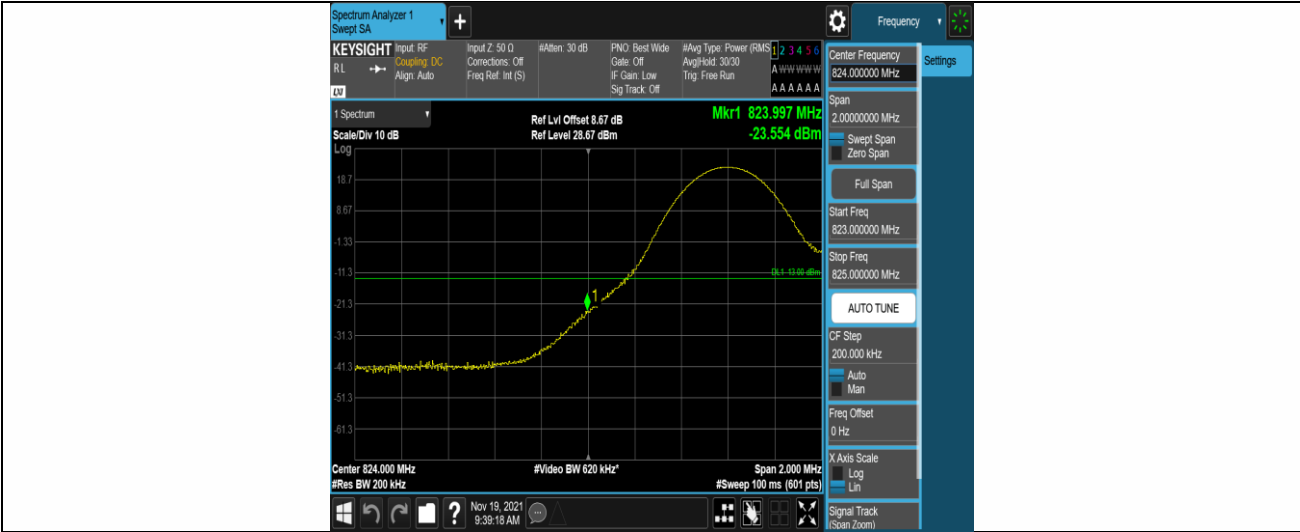 Spectrum Analyzer 1
Swept SA
Frequency
KEYSIGHT
Input: RF
Coupling: DC
Align: Auto
Input Z: 50 Ω
Corrections: Off
Freq Ref: Int (S)
#Atten: 30 dB
PNO: Best Wide
Gate: Off
IF Gain: Low
Sig Track: Off
#Avg Type: Power (RMS
Avg|Hold: 30/30
Trig: Free Run
1 2 3 4 5 6
A W W W W W
A A A A A A
R L
LXI
1 Spectrum
Scale/Div 10 dB
Ref Lvl Offset 8.67 dB
Ref Level 28.67 dBm
Mkr1 823.997 MHz
-23.554 dBm
Log
18.7
8.67
-1.33
-11.3
-21.3
-31.3
-41.3
-51.3
-61.3
DL1 -13.00 dBm
1
Center 824.000 MHz
#Res BW 200 kHz
#Video BW 620 kHz*
Span 2.000 MHz
#Sweep 100 ms (601 pts)
Nov 19, 2021
9:39:18 AM
Center Frequency
824.000000 MHz
Settings
Span
2.00000000 MHz
Swept Span
Zero Span
Full Span
Start Freq
823.000000 MHz
Stop Freq
825.000000 MHz
AUTO TUNE
CF Step
200.000 kHz
Auto
Man
Freq Offset
0 Hz
X Axis Scale
Log
Lin
Signal Track
(Span Zoom)